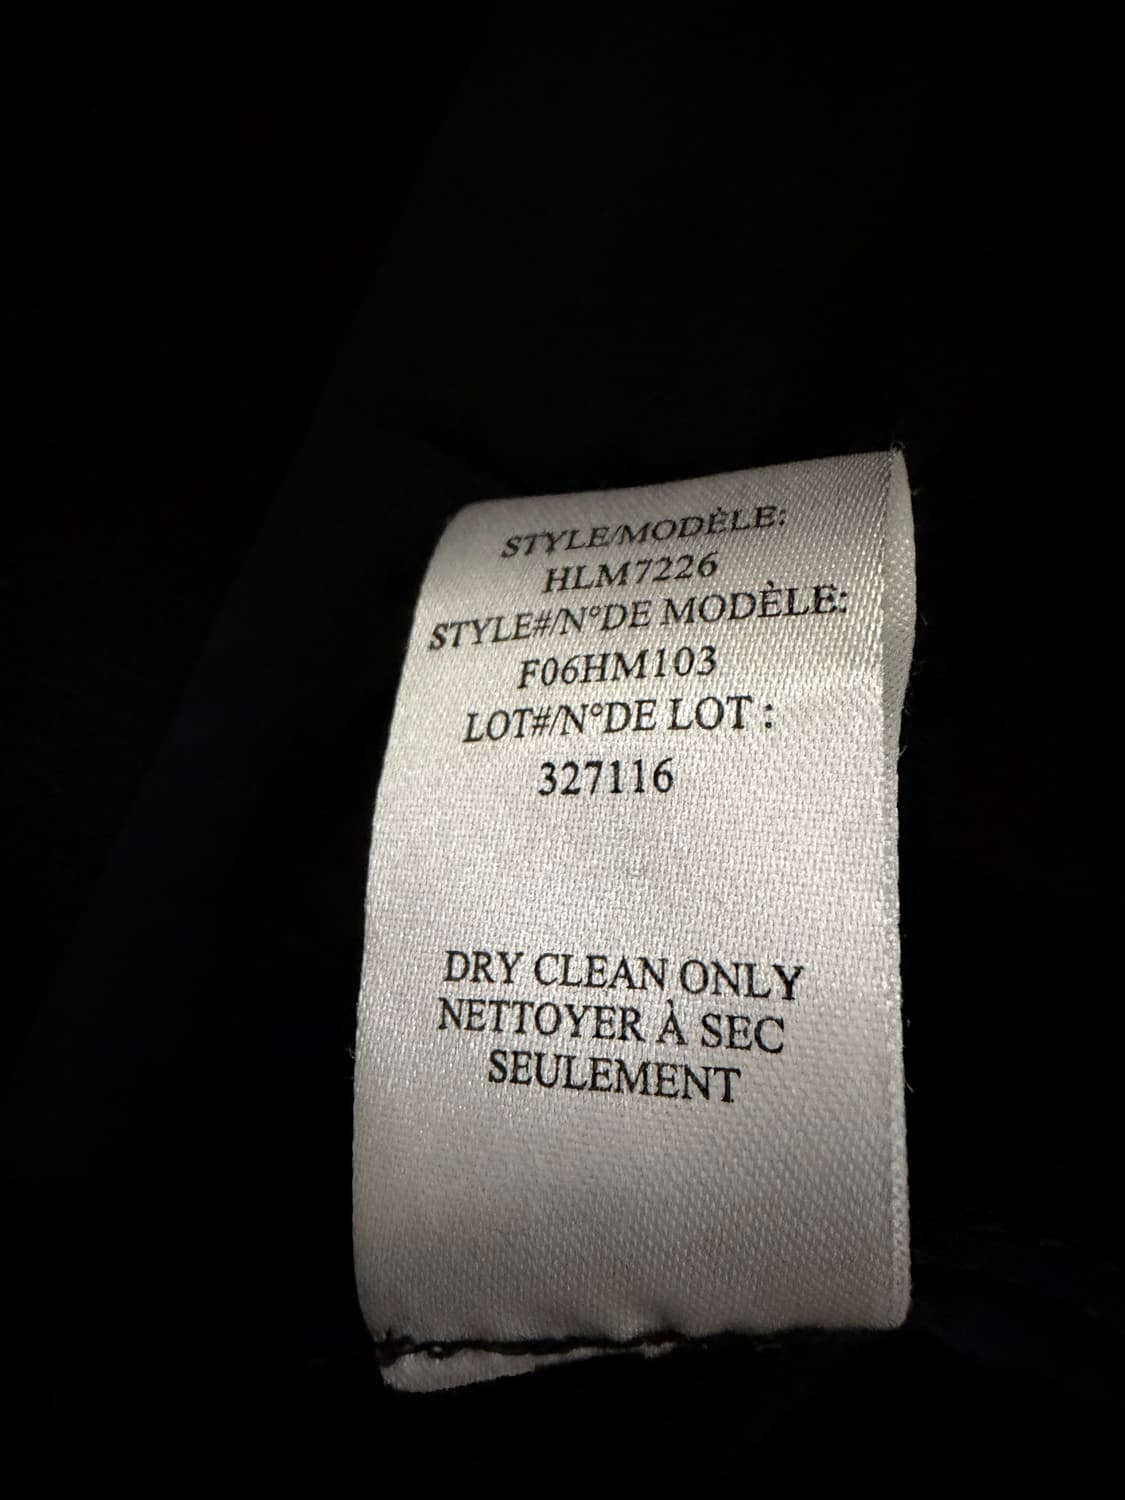 STYLE/MODÈLE:
HLM7226
STYLE#/N°DE MODÈLE:
F06HM103
LOT#/N°DE LOT :
327116
DRY CLEAN ONLY
NETTOYER À SEC
SEULEMENT